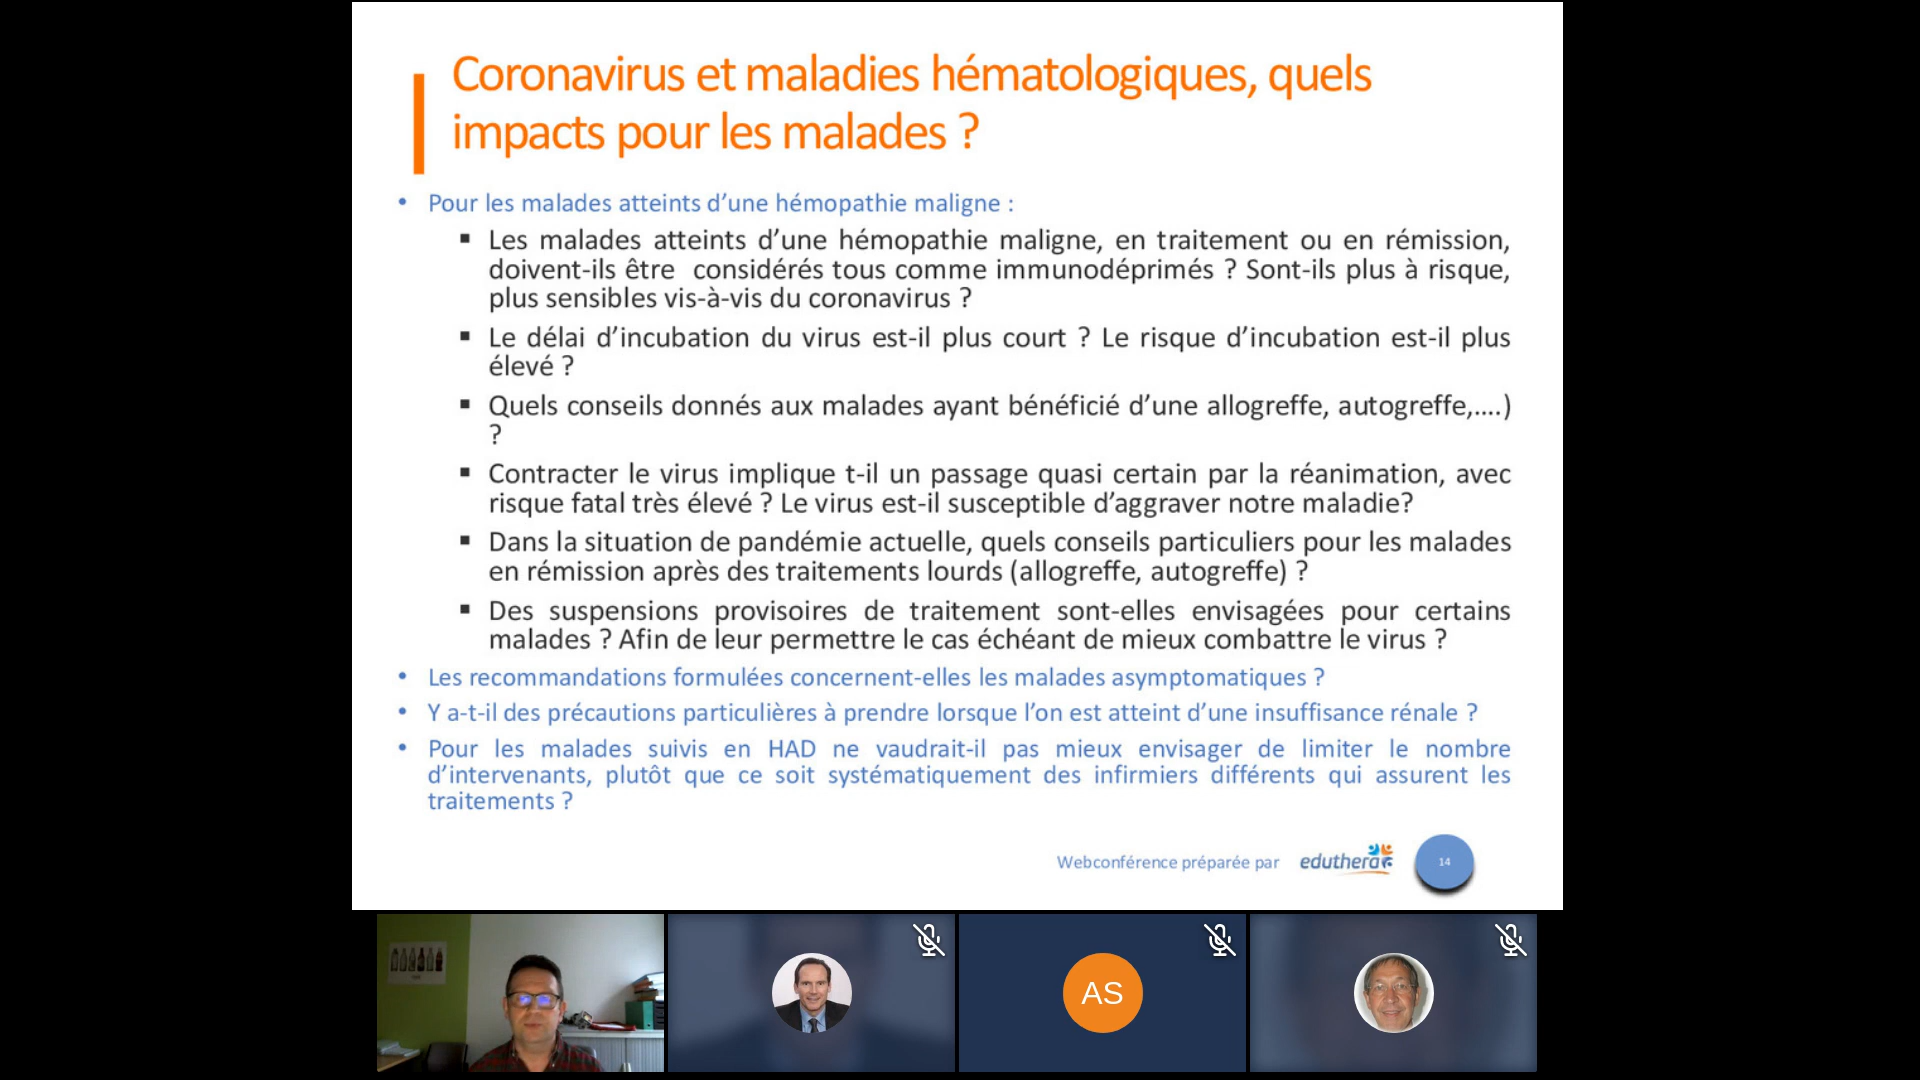 Coronavirus et maladies hématologiques, quels
impacts pour les malades ?
• Pour les malades atteints d’une hémopathie maligne :
▪ Les malades atteints d’une hémopathie maligne, en traitement ou en rémission,
doivent-ils être considérés tous comme immunodéprimés ? Sont-ils plus à risque,
plus sensibles vis-à-vis du coronavirus ?
▪ Le délai d’incubation du virus est-il plus court ? Le risque d’incubation est-il plus
élevé ?
▪ Quels conseils donnés aux malades ayant bénéficié d’une allogreffe, autogreffe,....)
?
▪ Contracter le virus implique t-il un passage quasi certain par la réanimation, avec
risque fatal très élevé ? Le virus est-il susceptible d’aggraver notre maladie?
▪ Dans la situation de pandémie actuelle, quels conseils particuliers pour les malades
en rémission après des traitements lourds (allogreffe, autogreffe) ?
▪ Des suspensions provisoires de traitement sont-elles envisagées pour certains
malades ? Afin de leur permettre le cas échéant de mieux combattre le virus ?
• Les recommandations formulées concernent-elles les malades asymptomatiques ?
• Y a-t-il des précautions particulières à prendre lorsque l’on est atteint d’une insuffisance rénale ?
• Pour les malades suivis en HAD ne vaudrait-il pas mieux envisager de limiter le nombre
d’intervenants, plutôt que ce soit systématiquement des infirmiers différents qui assurent les
traitements ?
Webconférence préparée par eduthera 14
AS